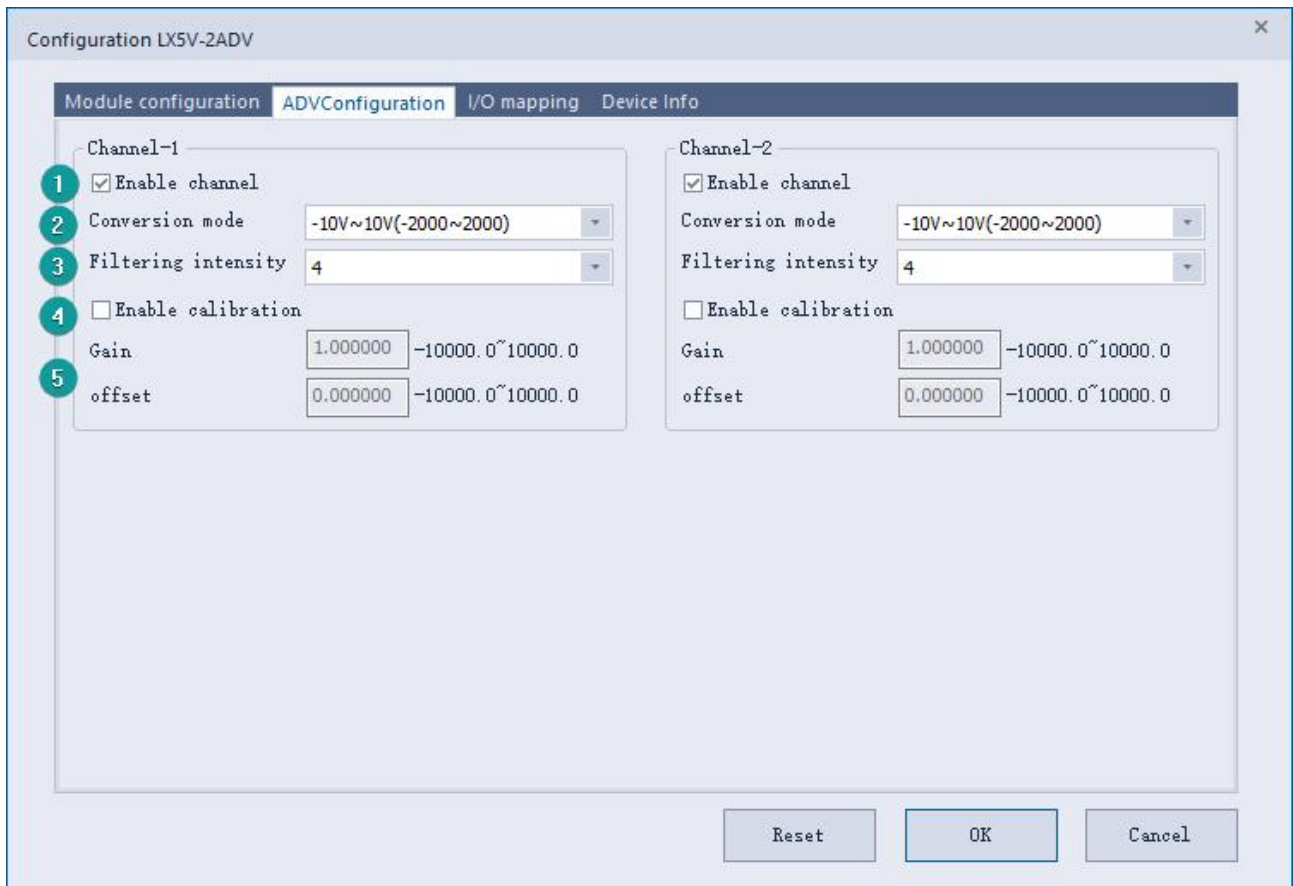 Configuration LX5V-2ADV
Module configuration ADVConfiguration I/O mapping Device Info
Channel-1
1 Enable channel
2 Conversion mode -10V~10V(-2000~2000)
3 Filtering intensity 4
4 Enable calibration
Gain 1.000000 -10000.0~10000.0
5
offset 0.000000 -10000.0~10000.0
Channel-2
Enable channel
Conversion mode -10V~10V(-2000~2000)
Filtering intensity 4
Enable calibration
Gain 1.000000 -10000.0~10000.0
offset 0.000000 -10000.0~10000.0
Reset OK Cancel